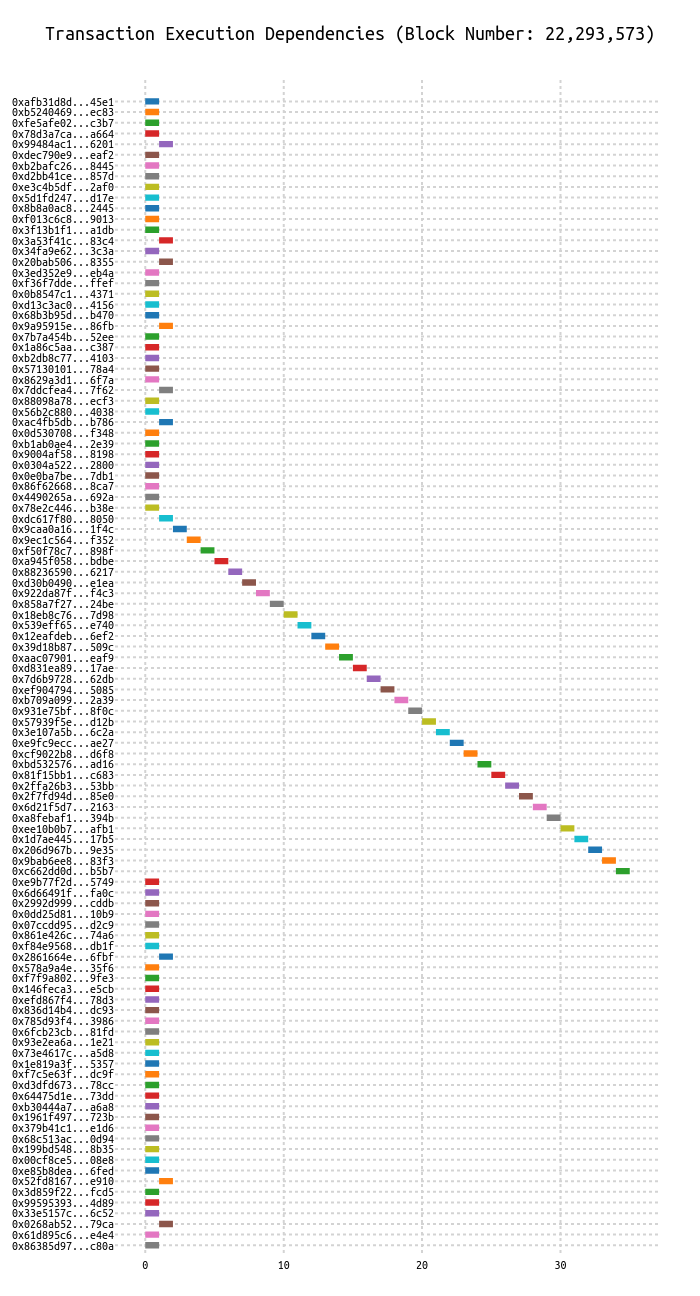 Transaction Execution Dependencies (Block Number: 22,293,573)
0xafb31d8d...45e1
0xb5240469...ec83
0xfe5afe02...c3b7
0x78d3a7ca...a664
0x99484ac1...6201
0xdec790e9...eaf2
0xb2bafc26...8445
0xd2bb41ce...857d
0xe3c4b5df...2af0
0x5d1fd247...d17e
0x8b8a0ac8...2445
0xf013c6c8...9013
0x3f13b1f1...a1db
0x3a53f41c...83c4
0x34fa9e62...3c3a
0x20bab506...8355
0x3ed352e9...eb4a
0xf36f7dde...ffef
0x0b8547c1...4371
0xd13c3ac0...4156
0x68b3b95d...b470
0x9a95915e...86fb
0x7b7a454b...52ee
0x1a86c5aa...c387
0xb2db8c77...4103
0x57130101...78a4
0x8629a3d1...6f7a
0x7ddcfea4...7f62
0x88098a78...ecf3
0x56b2c880...4038
0xac4fb5db...b786
0x0d530708...f348
0xb1ab0ae4...2e39
0x9004af58...8198
0x0304a522...2800
0x0e0ba7be...7db1
0x86f62668...8ca7
0x4490265a...692a
0x78e2c446...b38e
0xdc617f80...8050
0x9caa0a16...1f4c
0x9ec1c564...f352
0xf50f78c7...898f
0xa945f058...bdbe
0x88236590...6217
0xd30b0490...e1ea
0x922da87f...f4c3
0x858a7f27...24be
0x18eb8c76...7d98
0x539eff65...e740
0x12eafdeb...6ef2
0x39d18b87...509c
0xaac07901...eaf9
0xd831ea89...17ae
0x7d6b9728...62db
0xef904794...5085
0xb709a099...2a39
0x931e75bf...8f0c
0x57939f5e...d12b
0x3e107a5b...6c2a
0xe9fc9ecc...ae27
0xcf9022b8...d6f8
0xbd532576...ad16
0x81f15bb1...c683
0x2ffa26b3...53bb
0x2f7fd94d...85e0
0x6d21f5d7...2163
0xa8febaf1...394b
0xee10b0b7...afb1
0x1d7ae445...17b5
0x206d967b...9e35
0x9bab6ee8...83f3
0xc662dd0d...b5b7
0xe9b77f2d...5749
0x6d66491f...fa0c
0x2992d999...cddb
0x0dd25d81...10b9
0x07ccdd95...d2c9
0x861e426c...74a6
0xf84e9568...db1f
0x2861664e...6fbf
0x578a9a4e...35f6
0xf7f9a802...9fe3
0x146feca3...e5cb
0xefd867f4...78d3
0x836d14b4...dc93
0x785d93f4...3986
0x6fcb23cb...81fd
0x93e2ea6a...1e21
0x73e4617c...a5d8
0x1e819a3f...5357
0xf7c5e63f...dc9f
0xd3dfd673...78cc
0x64475d1e...73dd
0xb30444a7...a6a8
0x1961f497...723b
0x379b41c1...e1d6
0x68c513ac...0d94
0x199bd548...8b35
0x00cf8ce5...08e8
0xe85b8dea...6fed
0x52fd8167...e910
0x3d859f22...fcd5
0x99595393...4d89
0x33e5157c...6c52
0x0268ab52...79ca
0x61d895c6...e4e4
0x86385d97...c80a
0 10 20 30